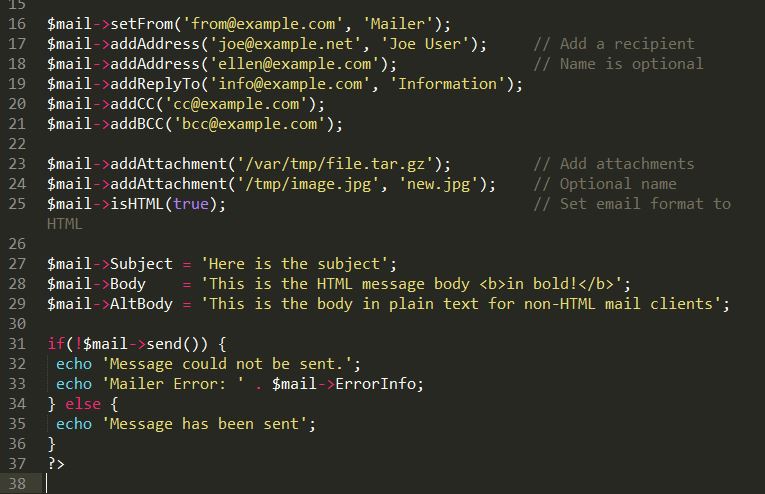 15
16 $mail->setFrom('from@example.com', 'Mailer');
17 $mail->addAddress('joe@example.net', 'Joe User');     // Add a recipient
18 $mail->addAddress('ellen@example.com');               // Name is optional
19 $mail->addReplyTo('info@example.com', 'Information');
20 $mail->addCC('cc@example.com');
21 $mail->addBCC('bcc@example.com');
22
23 $mail->addAttachment('/var/tmp/file.tar.gz');         // Add attachments
24 $mail->addAttachment('/tmp/image.jpg', 'new.jpg');    // Optional name
25 $mail->isHTML(true);                                  // Set email format to
HTML
26
27 $mail->Subject = 'Here is the subject';
28 $mail->Body    = 'This is the HTML message body <b>in bold!</b>';
29 $mail->AltBody = 'This is the body in plain text for non-HTML mail clients';
30
31 if(!$mail->send()) {
32  echo 'Message could not be sent.';
33  echo 'Mailer Error: ' . $mail->ErrorInfo;
34 } else {
35  echo 'Message has been sent';
36 }
37 ?>
38